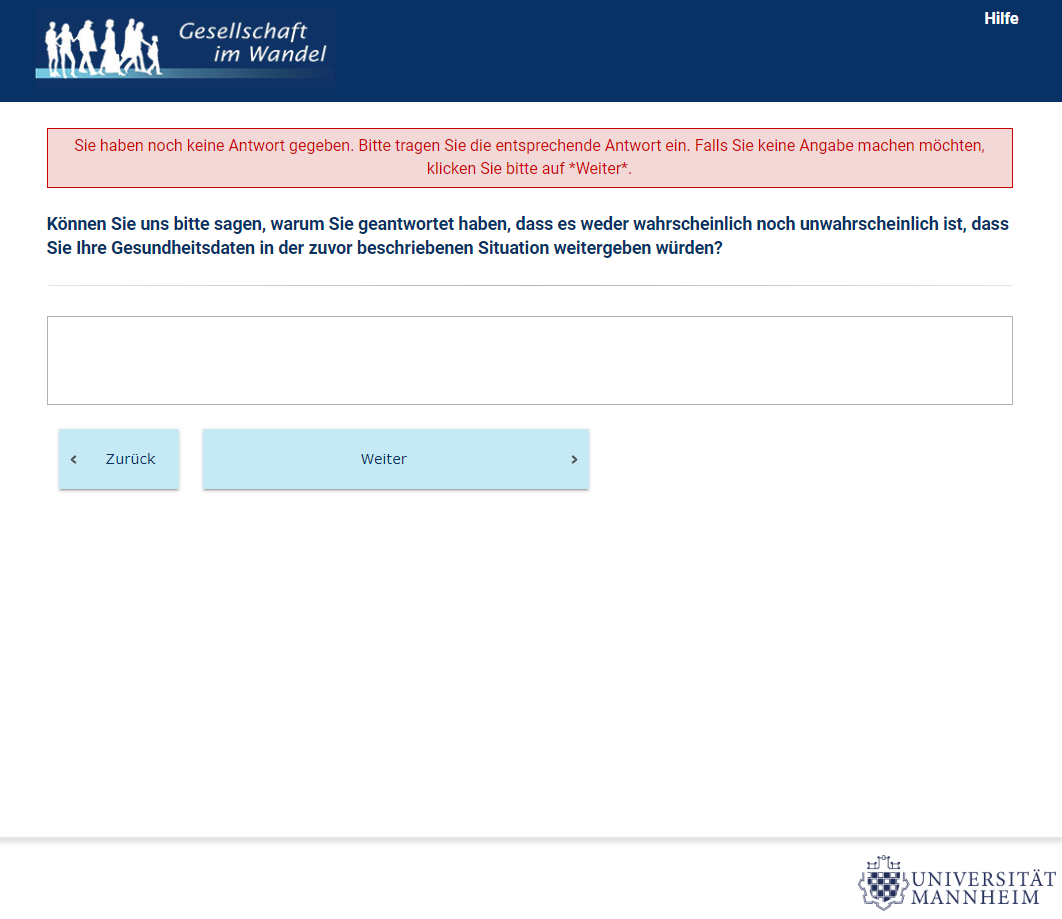 Gesellschaft
im Wandel
Hilfe
Sie haben noch keine Antwort gegeben. Bitte tragen Sie die entsprechende Antwort ein. Falls Sie keine Angabe machen möchten,
klicken Sie bitte auf *Weiter*.
Können Sie uns bitte sagen, warum Sie geantwortet haben, dass es weder wahrscheinlich noch unwahrscheinlich ist, dass
Sie Ihre Gesundheitsdaten in der zuvor beschriebenen Situation weitergeben würden?
Zurück
Weiter
UNIVERSITÄT
MANNHEIM